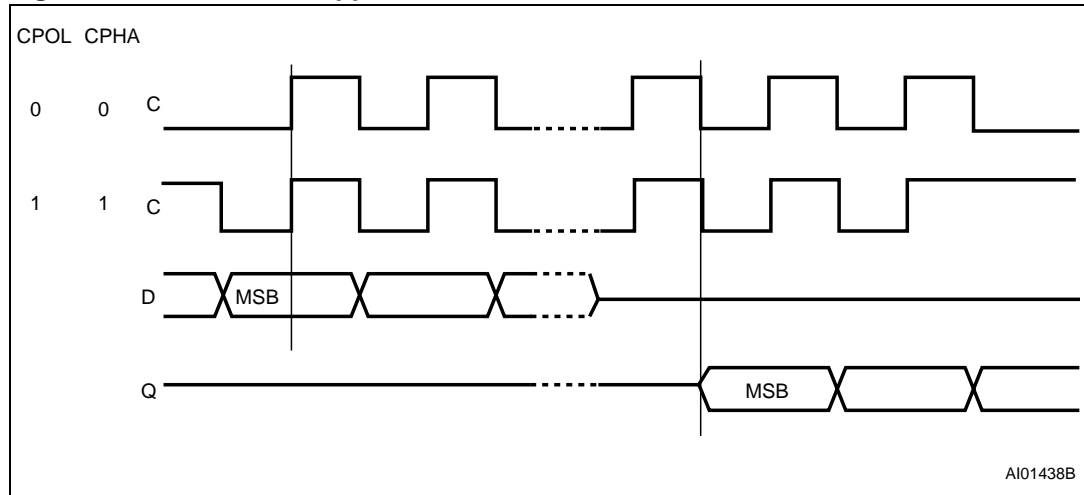 CPOL CPHA
0 0 C
1 1 C
D MSB
Q MSB
AI01438B